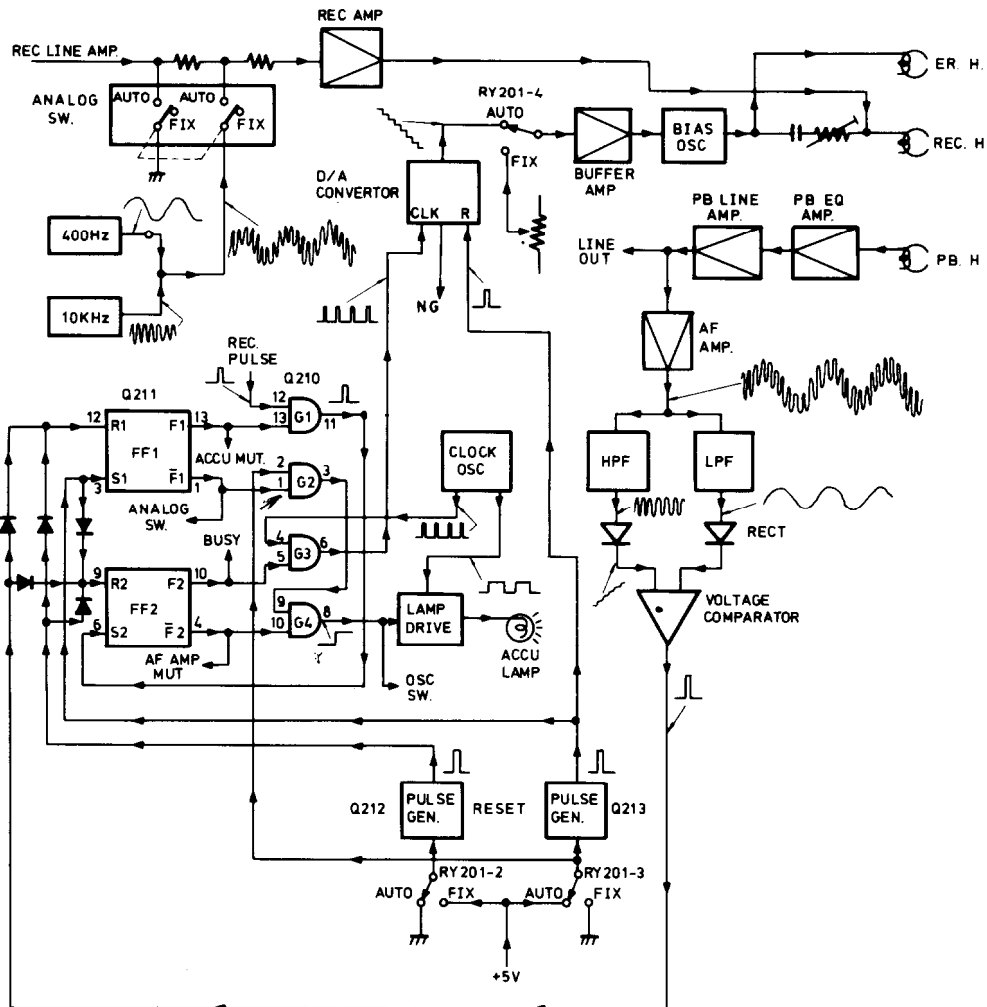 REC AMP
REC LINE AMP.
ANALOG
SW.
AUTO
AUTO
FIX
FIX
RY201-4
AUTO
FIX
BUFFER
AMP
BIAS
OSC
ER. H.
REC. H
D/A
CONVERTOR
CLK
R
NG
400Hz
10KHz
PB LINE
AMP.
PB EQ
AMP.
LINE
OUT
PB. H
AF
AMP.
REC.
PULSE
Q210
12
13
G1
11
Q211
12
R1
F1
13
FF1
S1
3
F̅1
1
ACCU MUT.
ANALOG
SW.
2
1
G2
3
CLOCK
OSC
HPF
LPF
RECT
BUSY
4
5
G3
6
9
R2
F2
10
FF2
6
S2
F̅2
4
AF AMP
MUT
9
10
G4
8
LAMP
DRIVE
ACCU
LAMP
OSC
SW.
VOLTAGE
COMPARATOR
Q212
PULSE
GEN.
RESET
PULSE
GEN.
Q213
RY201-2
AUTO
FIX
RY201-3
AUTO
FIX
+5V